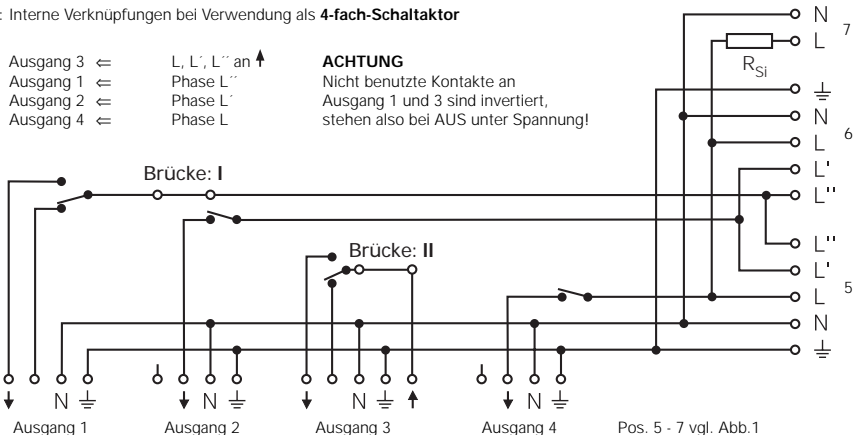 : Interne Verknüpfungen bei Verwendung als 4-fach-Schaltaktor
Ausgang 3 ⇐ L, L´, L´´ an ↑
Ausgang 1 ⇐ Phase L´´
Ausgang 2 ⇐ Phase L´
Ausgang 4 ⇐ Phase L
ACHTUNG
Nicht benutzte Kontakte an
Ausgang 1 und 3 sind invertiert,
stehen also bei AUS unter Spannung!
N
7
L
RSi
N
6
L
L'
L''
Brücke: I
Brücke: II
L''
L'
L
5
N
N
N
N
N
Ausgang 1
Ausgang 2
Ausgang 3
Ausgang 4
Pos. 5 - 7 vgl. Abb.1